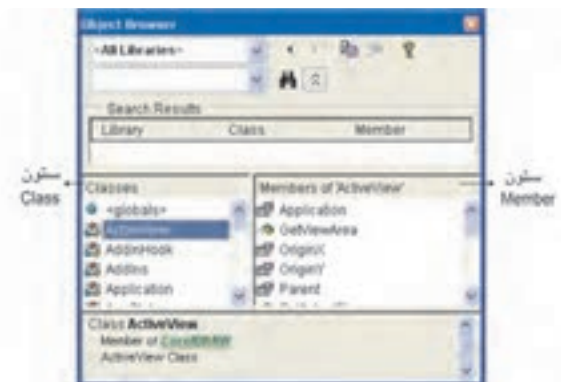 Object Browser
<All Libraries>
Search Results
Library Class Member
ستون
Class
ستون
Member
Classes
Members of 'ActiveView'
<globals>
ActiveView
AddinHook
AddIns
Application
Application
GetViewArea
OriginX
OriginY
Parent
Class ActiveView
Member of CorelDRAW
ActiveView Class